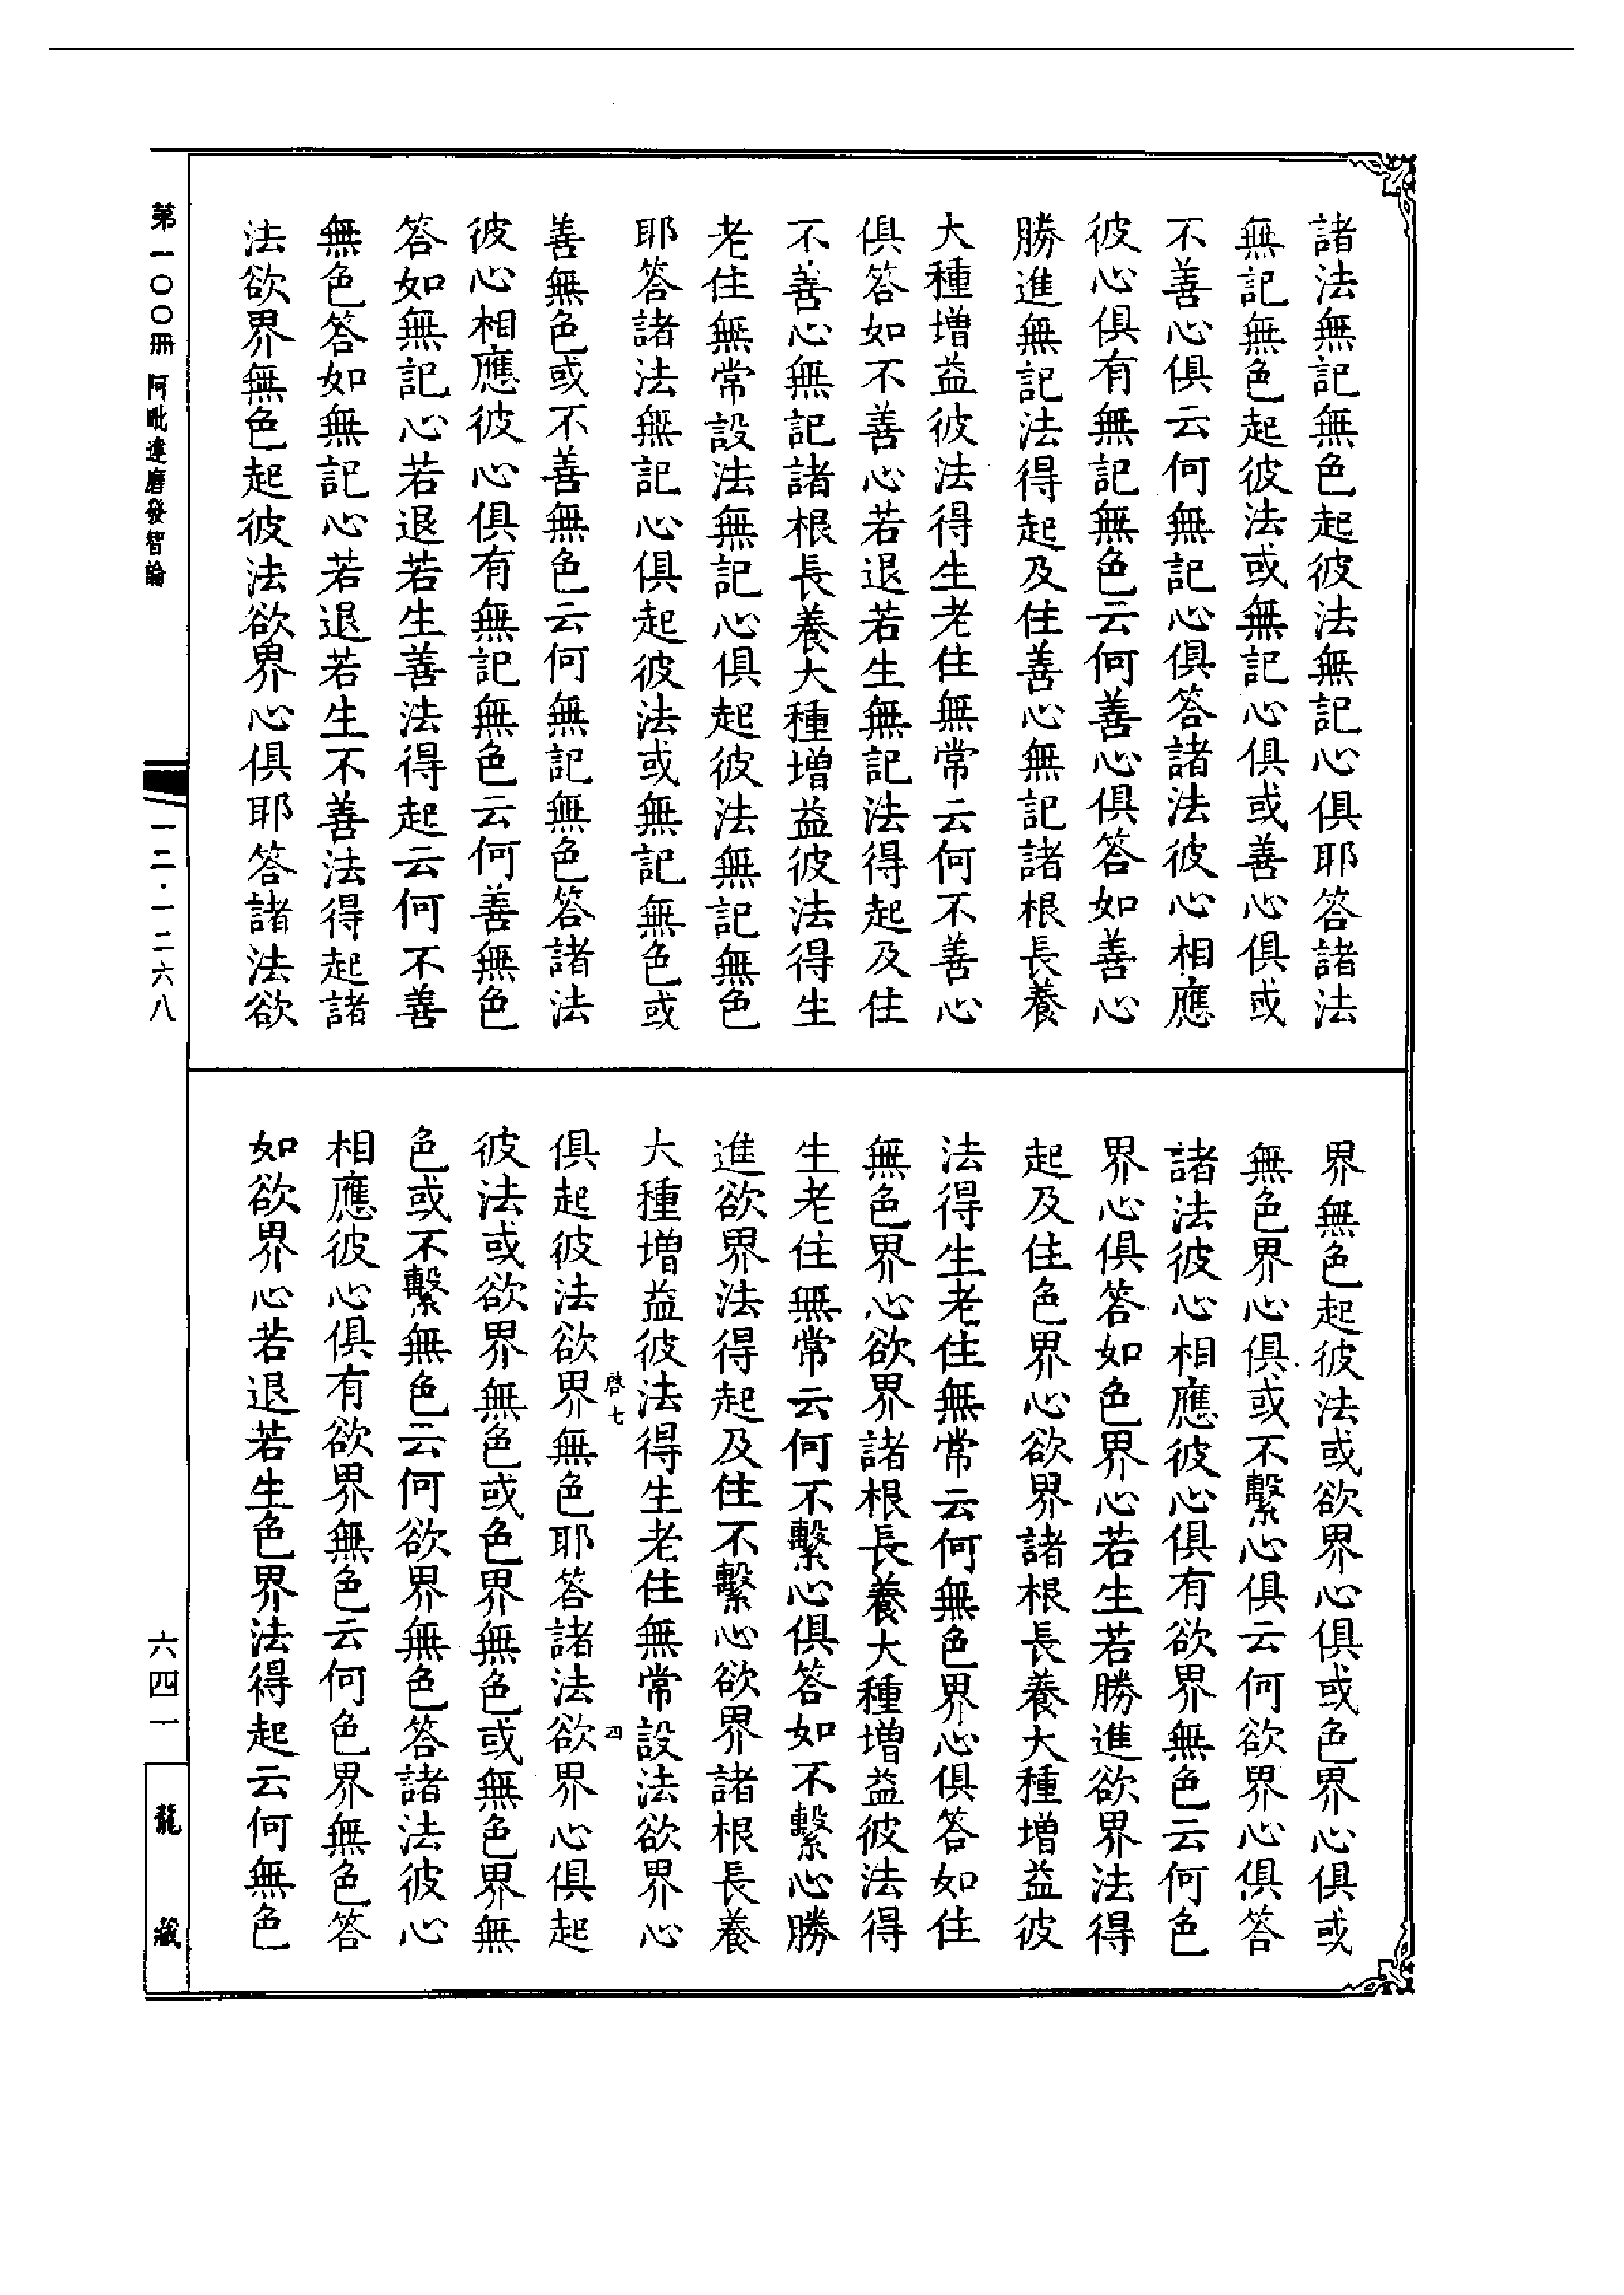 諸法無記無色起彼法無記心俱耶答諸法
無記無色起彼法或無記心俱或善心俱或
不善心俱云何無記心俱答諸法彼心相應
彼心俱有無記無色云何善心俱答如善心
勝進無記法得起及住善心無記諸根長養
大種增益彼法得生老住無常云何不善心
俱答如不善心若退若生無記法得起及住
不善心無記諸根長養大種增益彼法得生
老住無常設法無記心俱起彼法無記無色
耶答諸法無記心俱起彼法或無記無色或
善無色或不善無色云何無記無色答諸法
彼心相應彼心俱有無記無色云何善無色
答如無記心若退若生善法得起云何不善
無色答如無記心若退若生不善法得起諸
法欲界無色起彼法欲界心俱耶答諸法欲
界無色起彼法或欲界心俱或色界心俱或
無色界心俱或不繫心俱云何欲界心俱答
諸法彼心相應彼心俱有欲界無色云何色
界心俱答如色界心若生若勝進欲界法得
起及住色界心欲界諸根長養大種增益彼
法得生老住無常云何無色界心俱答如住
無色界心欲界諸根長養大種增益彼法得
生老住無常云何不繫心俱答如不繫心勝
進欲界法得起及住不繫心欲界諸根長養
大種增益彼法得生老住無常設法欲界心
啓七 四
俱起彼法欲界無色耶答諸法欲界心俱起
彼法或欲界無色或色界無色或無色界無
色或不繫無色云何欲界無色答諸法彼心
相應彼心俱有欲界無色云何色界無色答
如欲界心若退若生色界法得起云何無色
第一〇〇冊 阿毗達磨發智論
一二·一二六八
六四一
龍藏